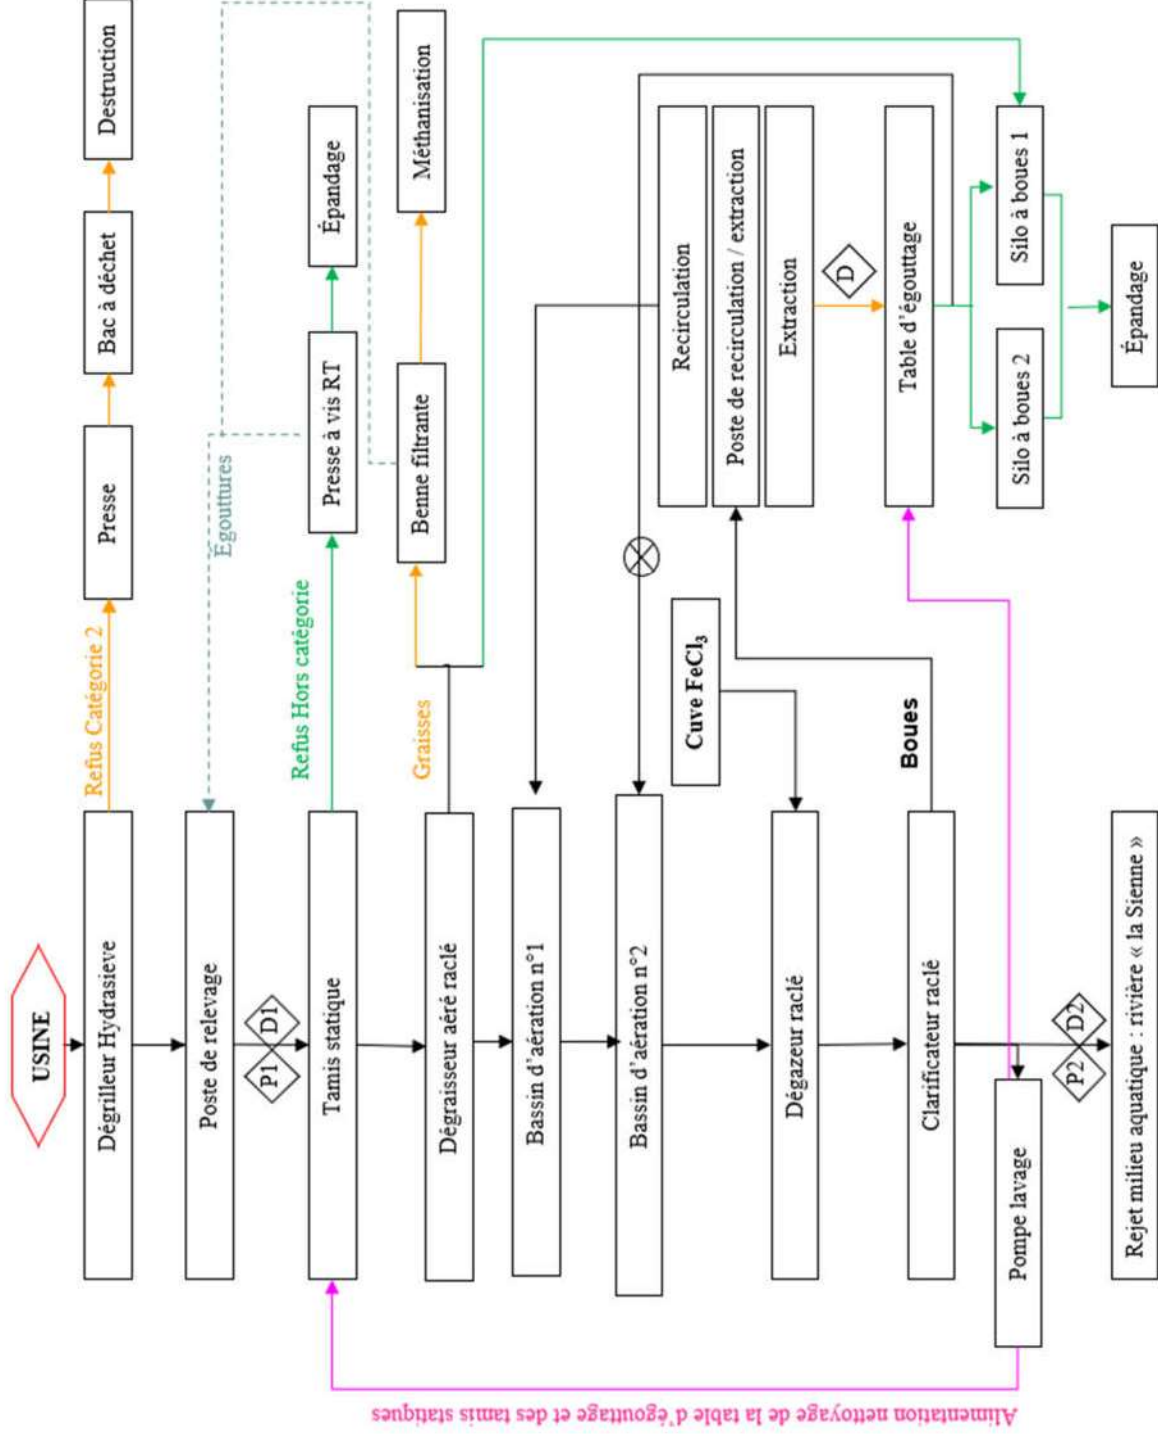 USINE
Dégrilleur Hydrasieve
Refus Catégorie 2
Presse
Bac à déchet
Destruction
Poste de relevage
Egouttures
P1
D1
Tamis statique
Refus Hors catégorie
Presse à vis RT
Épandage
Dégraisseur aéré raclé
Graisses
Benne filtrante
Méthanisation
Bassin d'aération n°1
Bassin d'aération n°2
Recirculation
Poste de recirculation / extraction
Extraction
D
Cuve FeCl₃
Dégazeur raclé
Table d'égouttage
Clarificateur raclé
Boues
Pompe lavage
Silo à boues 2
Silo à boues 1
P2
D2
Rejet milieu aquatique : rivière « la Sienne »
Épandage
Alimentation nettoyage de la table d'égouttage et des tamis statiques